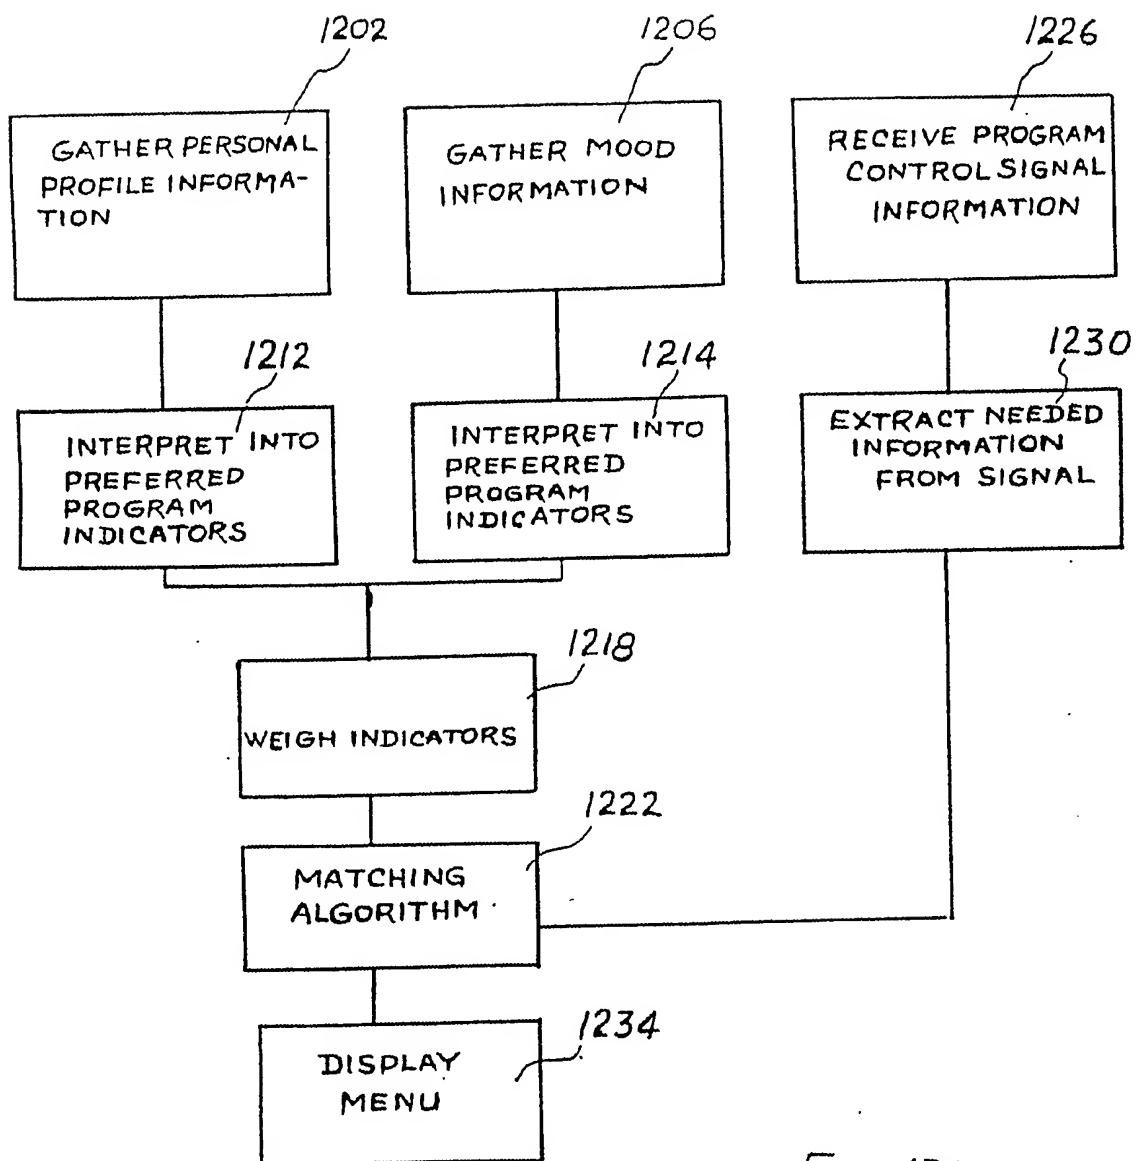 1202
1206
1226
GATHER PERSONAL
PROFILE INFORMA-
TION
GATHER MOOD
INFORMATION
RECEIVE PROGRAM
CONTROL SIGNAL
INFORMATION
1212
1214
1230
INTERPRET INTO
PREFERRED
PROGRAM
INDICATORS
INTERPRET INTO
PREFERRED
PROGRAM
INDICATORS
EXTRACT NEEDED
INFORMATION
FROM SIGNAL
1218
WEIGH INDICATORS
1222
MATCHING
ALGORITHM
1234
DISPLAY
MENU